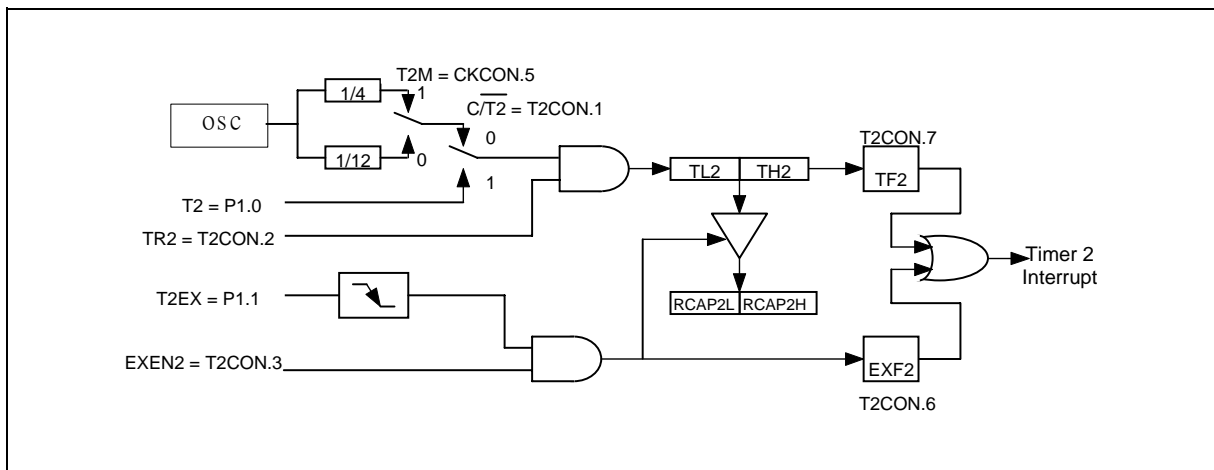 T2M = CKCON.5
1/4
1
C/T2 = T2CON.1
OSC
0
1/12
0
T2CON.7
TL2
TH2
TF2
1
T2 = P1.0
TR2 = T2CON.2
Timer 2
Interrupt
T2EX = P1.1
RCAP2L
RCAP2H
EXEN2 = T2CON.3
EXF2
T2CON.6